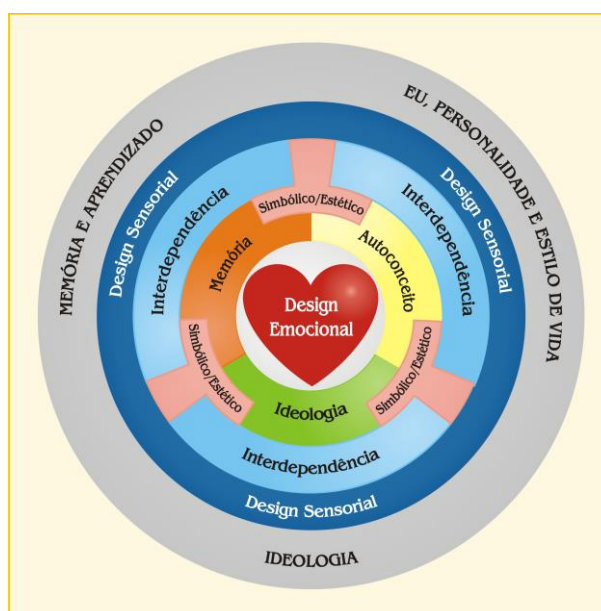 MEMÓRIA E APRENDIZADO
EU, PERSONALIDADE E ESTILO DE VIDA
Design Sensorial
Design Sensorial
Interdependência
Interdependência
Simbólico/Estético
Memória
Autoconceito
Design
Emocional
Simbólico/Estético
Simbólico/Estético
Ideologia
Interdependência
Design Sensorial
IDEOLOGIA